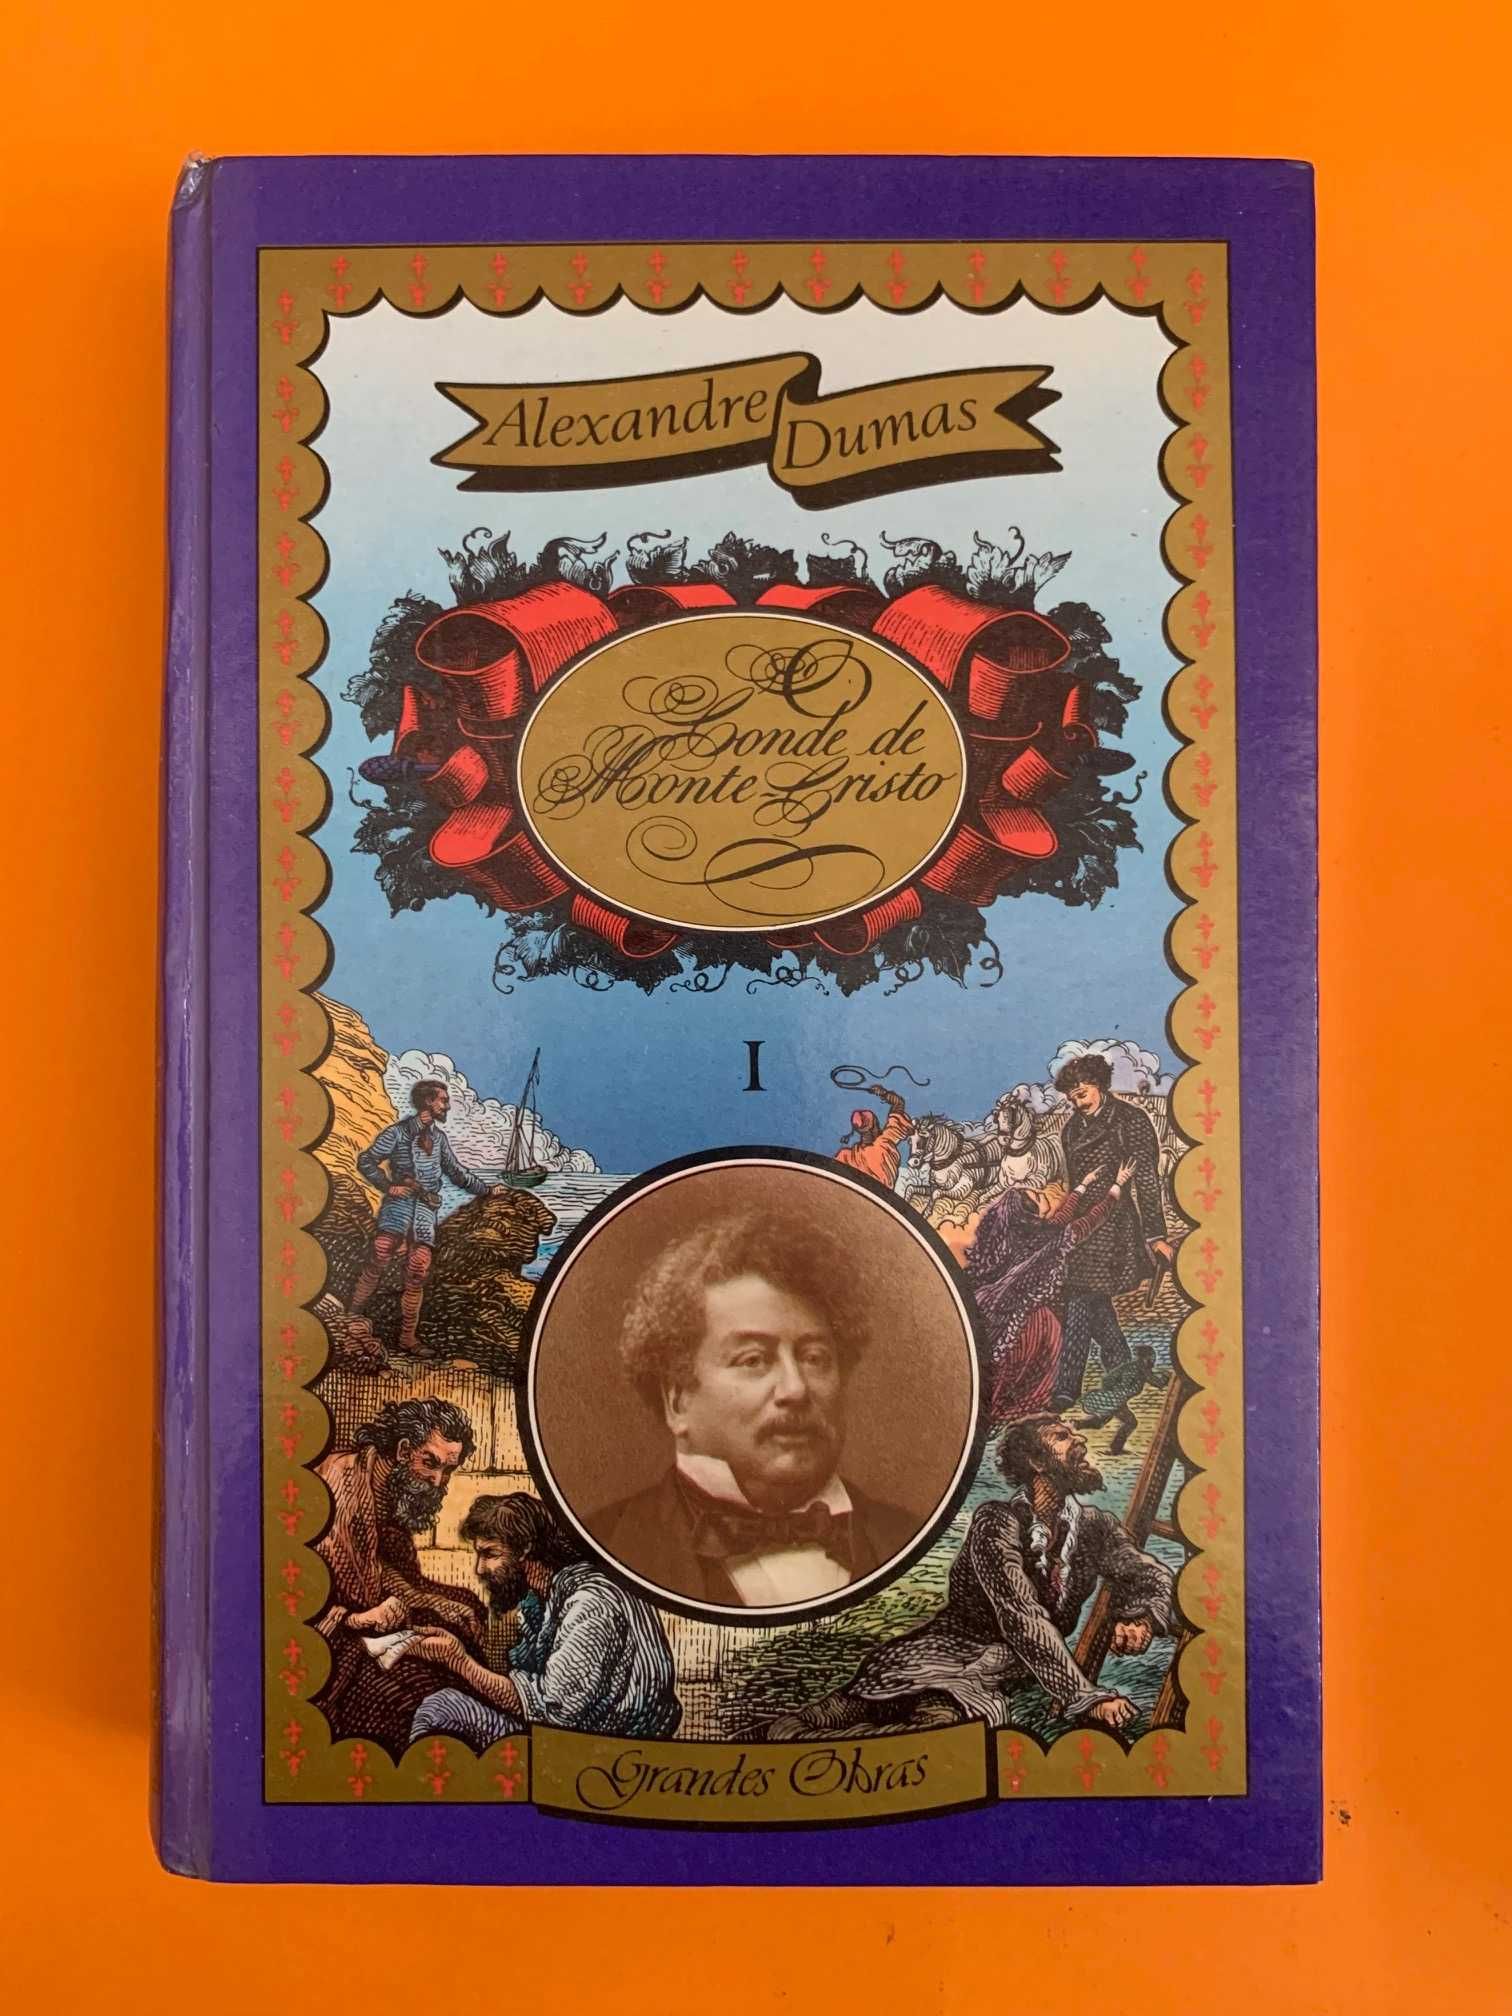 Alexandre Dumas
O
Conde de
Monte-Cristo
I
Grandes Obras